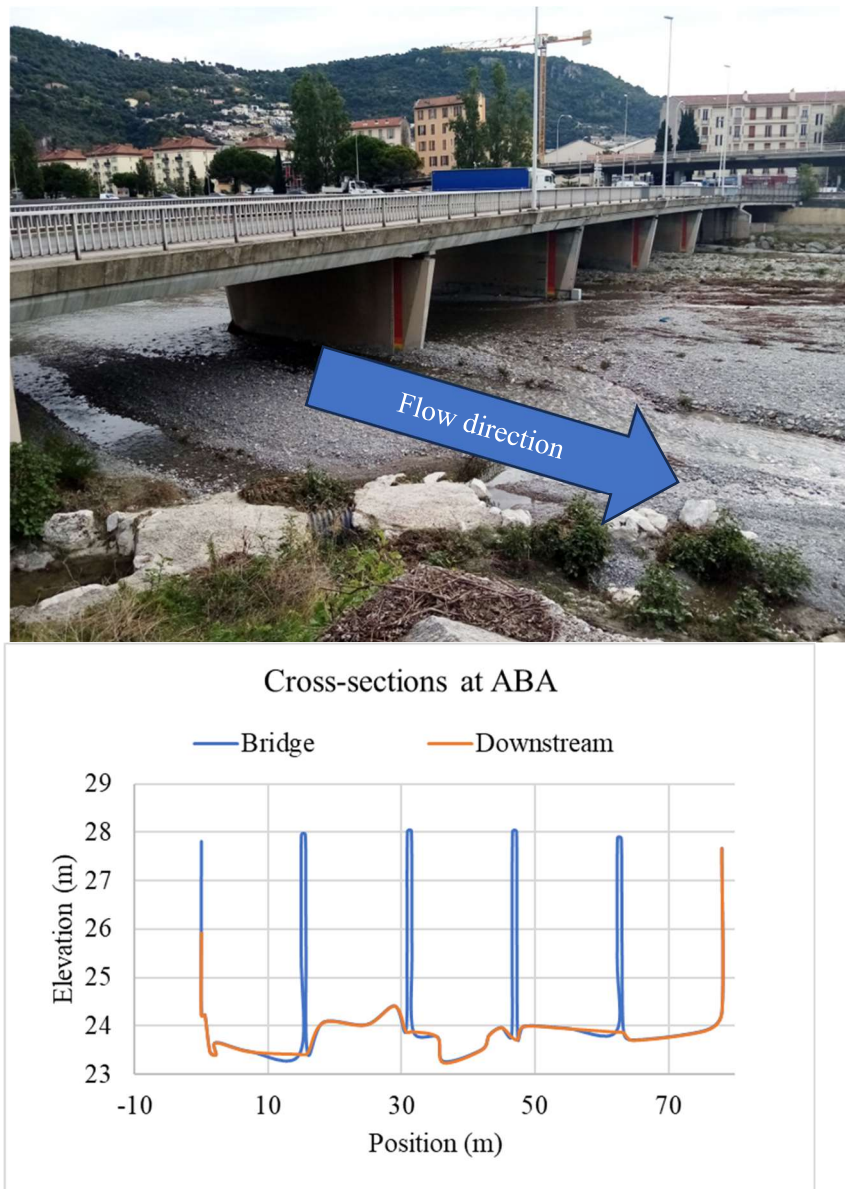 Flow direction
Cross-sections at ABA
Bridge
Downstream
29
28
27
26
25
24
23
Elevation (m)
-10
10
30
50
70
Position (m)